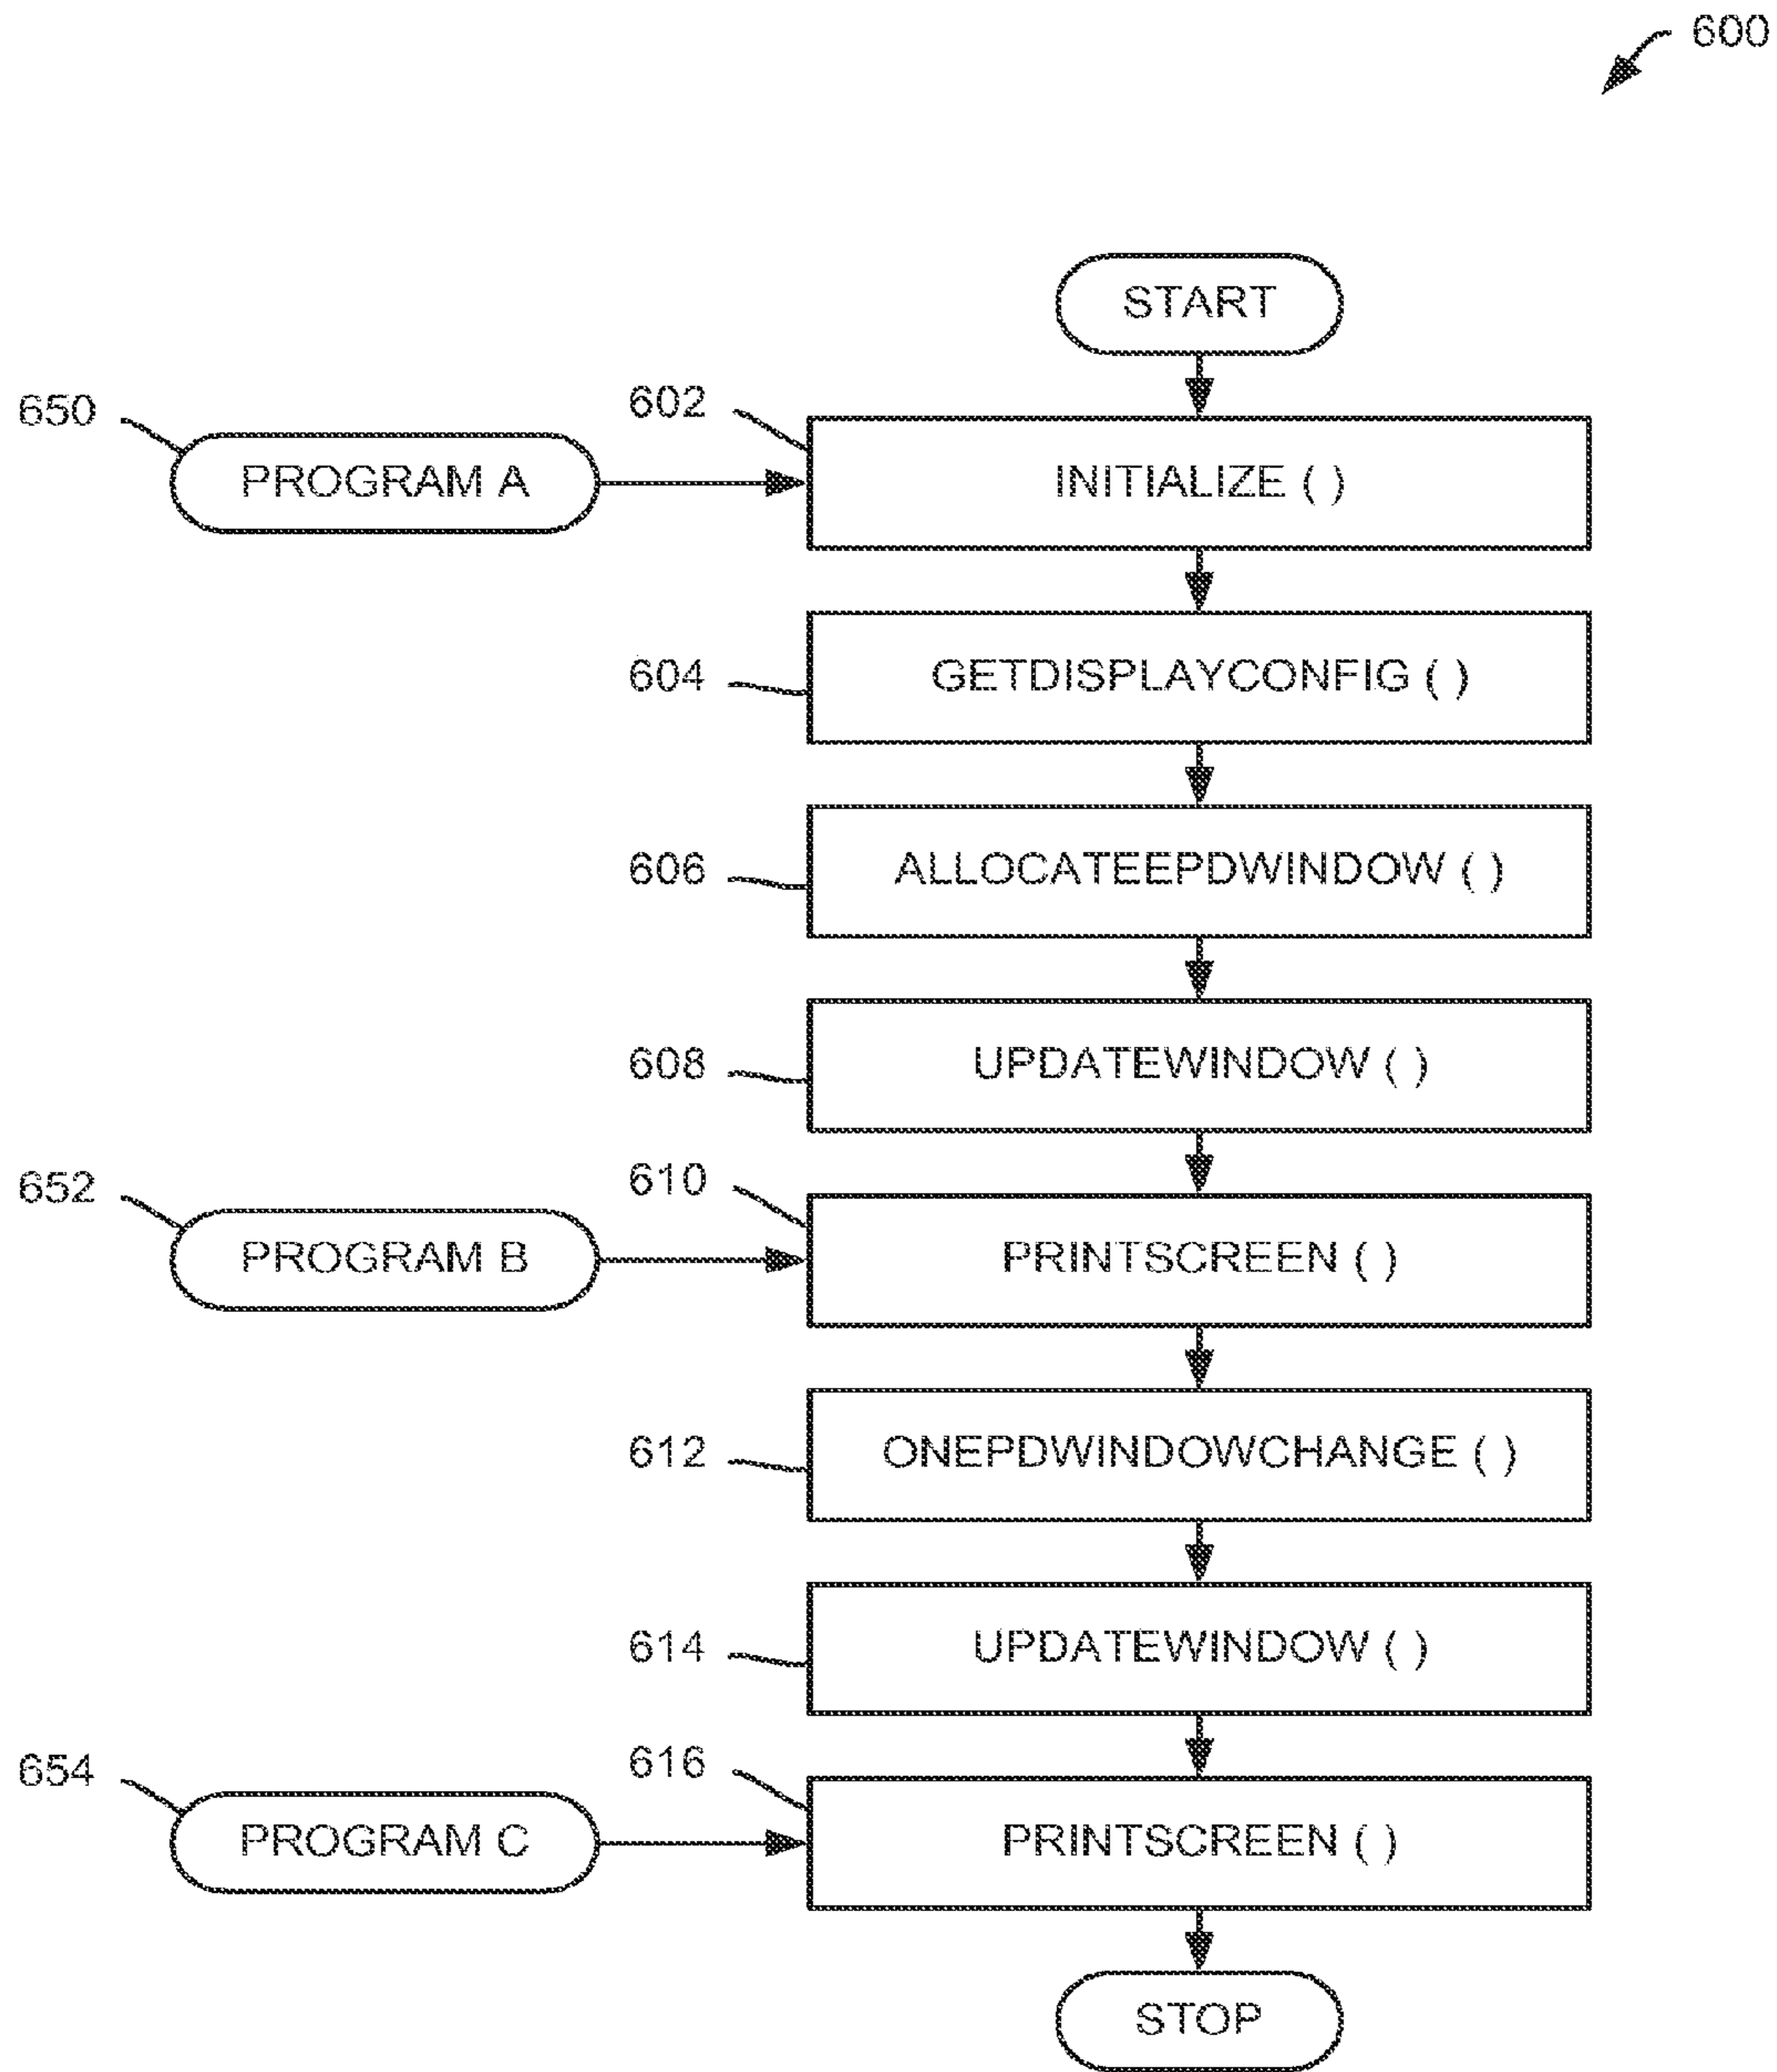 600
START
650
602
PROGRAM A
INITIALIZE ( )
604
GETDISPLAYCONFIG ( )
606
ALLOCATEEPDWINDOW ( )
608
UPDATEWINDOW ( )
652
610
PROGRAM B
PRINTSCREEN ( )
612
ONEPDWINDOWCHANGE ( )
614
UPDATEWINDOW ( )
654
616
PROGRAM C
PRINTSCREEN ( )
STOP